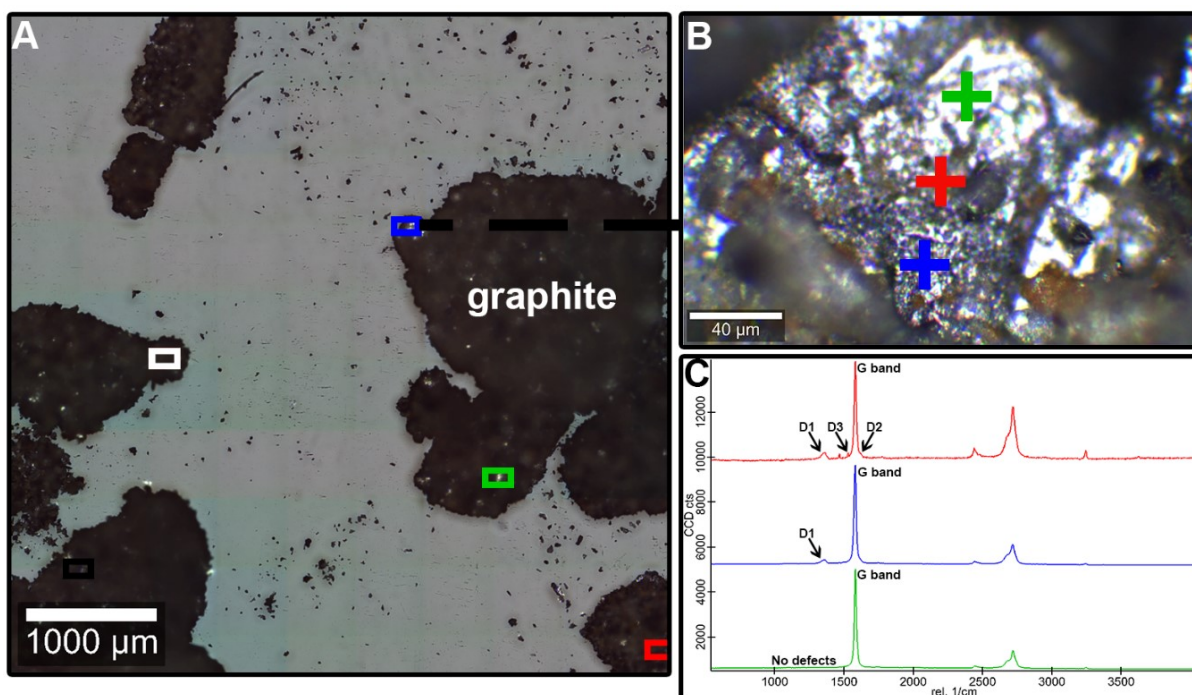 A
graphite
1000 µm
B
40 µm
C
G band
D1
D3
D2
D1
G band
G band
No defects
CCD cts
12000
10000
8000
6000
4000
2000
1000
1500
2000
2500
3000
3500
rel. 1/cm